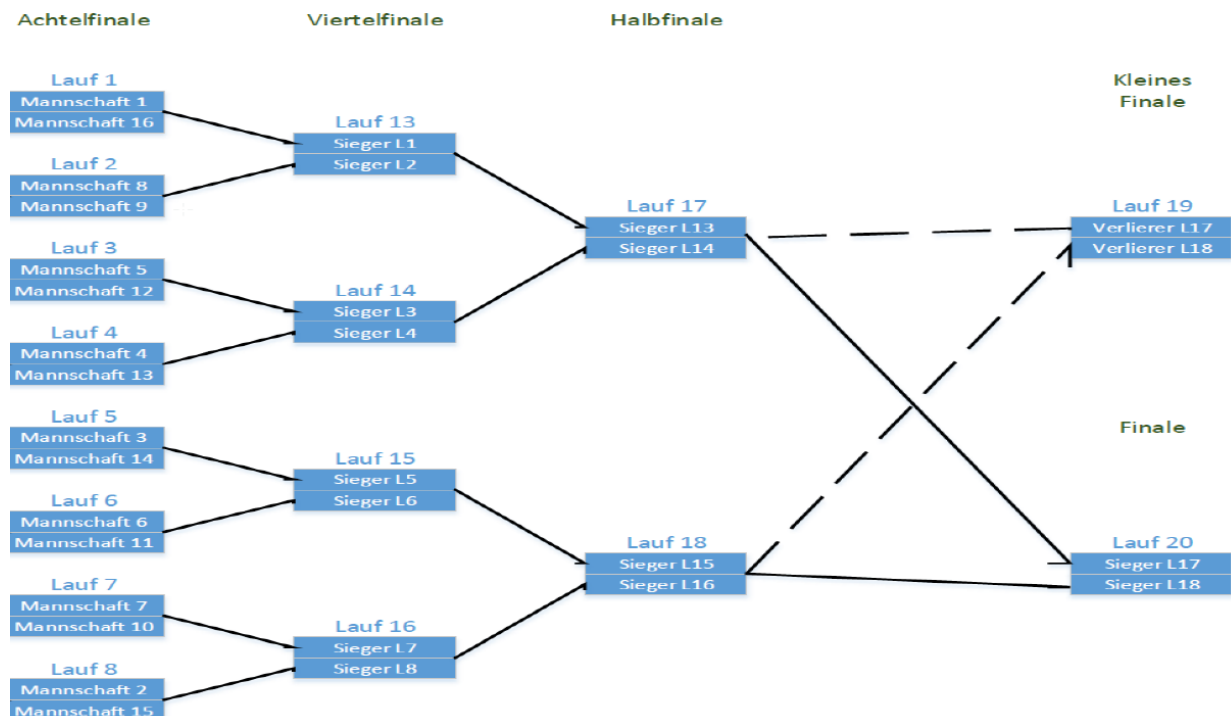 Achtelfinale
Viertelfinale
Halbfinale
Lauf 1
Mannschaft 1
Mannschaft 16
Lauf 2
Mannschaft 8
Mannschaft 9
Lauf 3
Mannschaft 5
Mannschaft 12
Lauf 4
Mannschaft 4
Mannschaft 13
Lauf 5
Mannschaft 3
Mannschaft 14
Lauf 6
Mannschaft 6
Mannschaft 11
Lauf 7
Mannschaft 7
Mannschaft 10
Lauf 8
Mannschaft 2
Mannschaft 15
Lauf 13
Sieger L1
Sieger L2
Lauf 14
Sieger L3
Sieger L4
Lauf 15
Sieger L5
Sieger L6
Lauf 16
Sieger L7
Sieger L8
Lauf 17
Sieger L13
Sieger L14
Lauf 18
Sieger L15
Sieger L16
Kleines
Finale
Lauf 19
Verlierer L17
Verlierer L18
Finale
Lauf 20
Sieger L17
Sieger L18